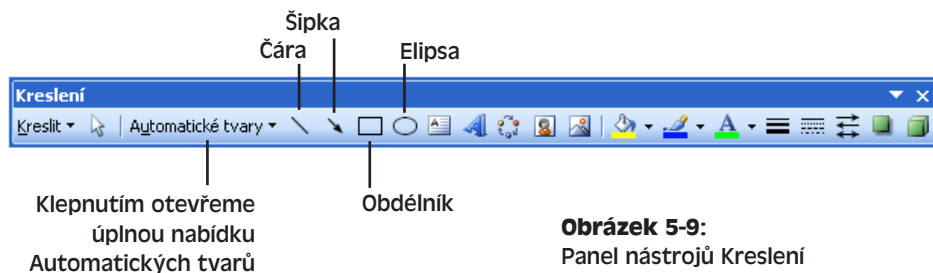 Šipka
Čára
Elipsa
Kreslení
Kreslit
Automatické tvary
A
A
A
Klepnutím otevřeme
úplnou nabídku
Automatických tvarů
Obdélník
Obrázek 5-9:
Panel nástrojů Kreslení